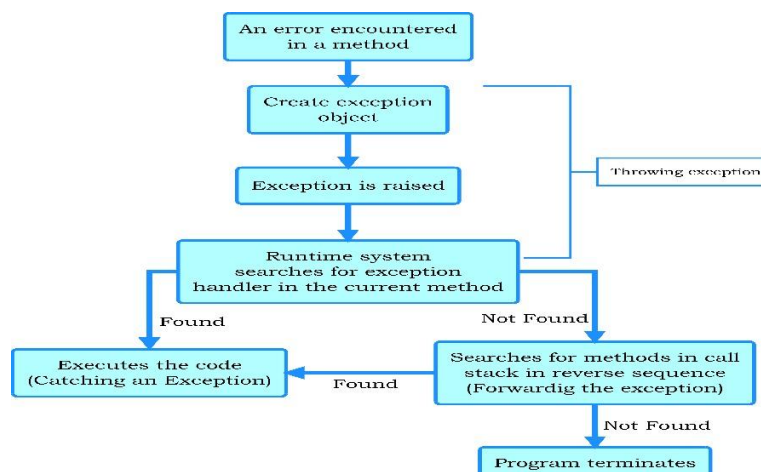 An error encountered
in a method
Create exception
object
Throwing exception
Exception is raised
Runtime system
searches for exception
handler in the current method
Found
Not Found
Executes the code
(Catching an Exception)
Found
Searches for methods in call
stack in reverse sequence
(Forwardig the exception)
Not Found
Program terminates